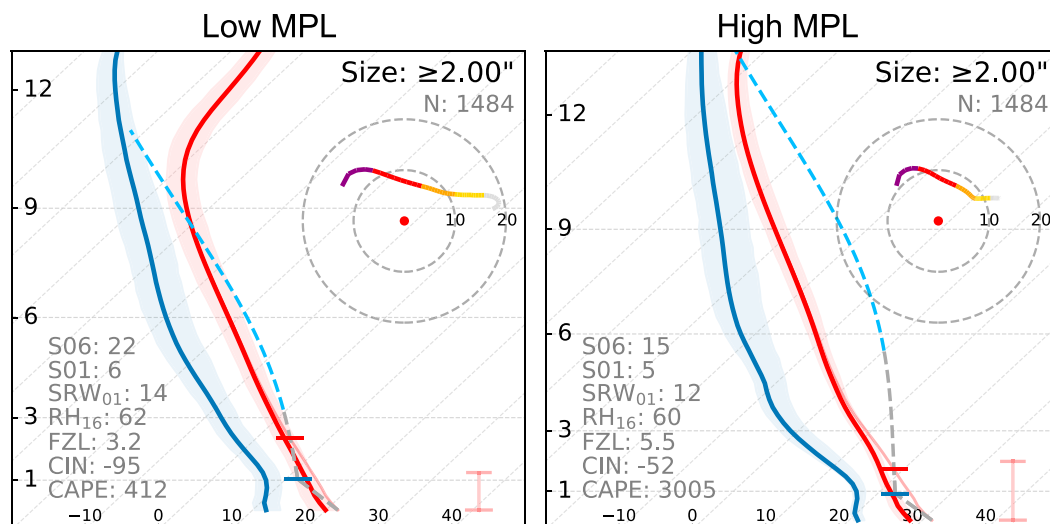 Low MPL
Size: ≥2.00"
N: 1484
12
9
6
3
1
10
20
S06: 22
S01: 6
SRW01: 14
RH16: 62
FZL: 3.2
CIN: -95
CAPE: 412
−10 0 10 20 30 40
High MPL
Size: ≥2.00"
N: 1484
12
9
6
3
1
10
20
S06: 15
S01: 5
SRW01: 12
RH16: 60
FZL: 5.5
CIN: -52
CAPE: 3005
−10 0 10 20 30 40